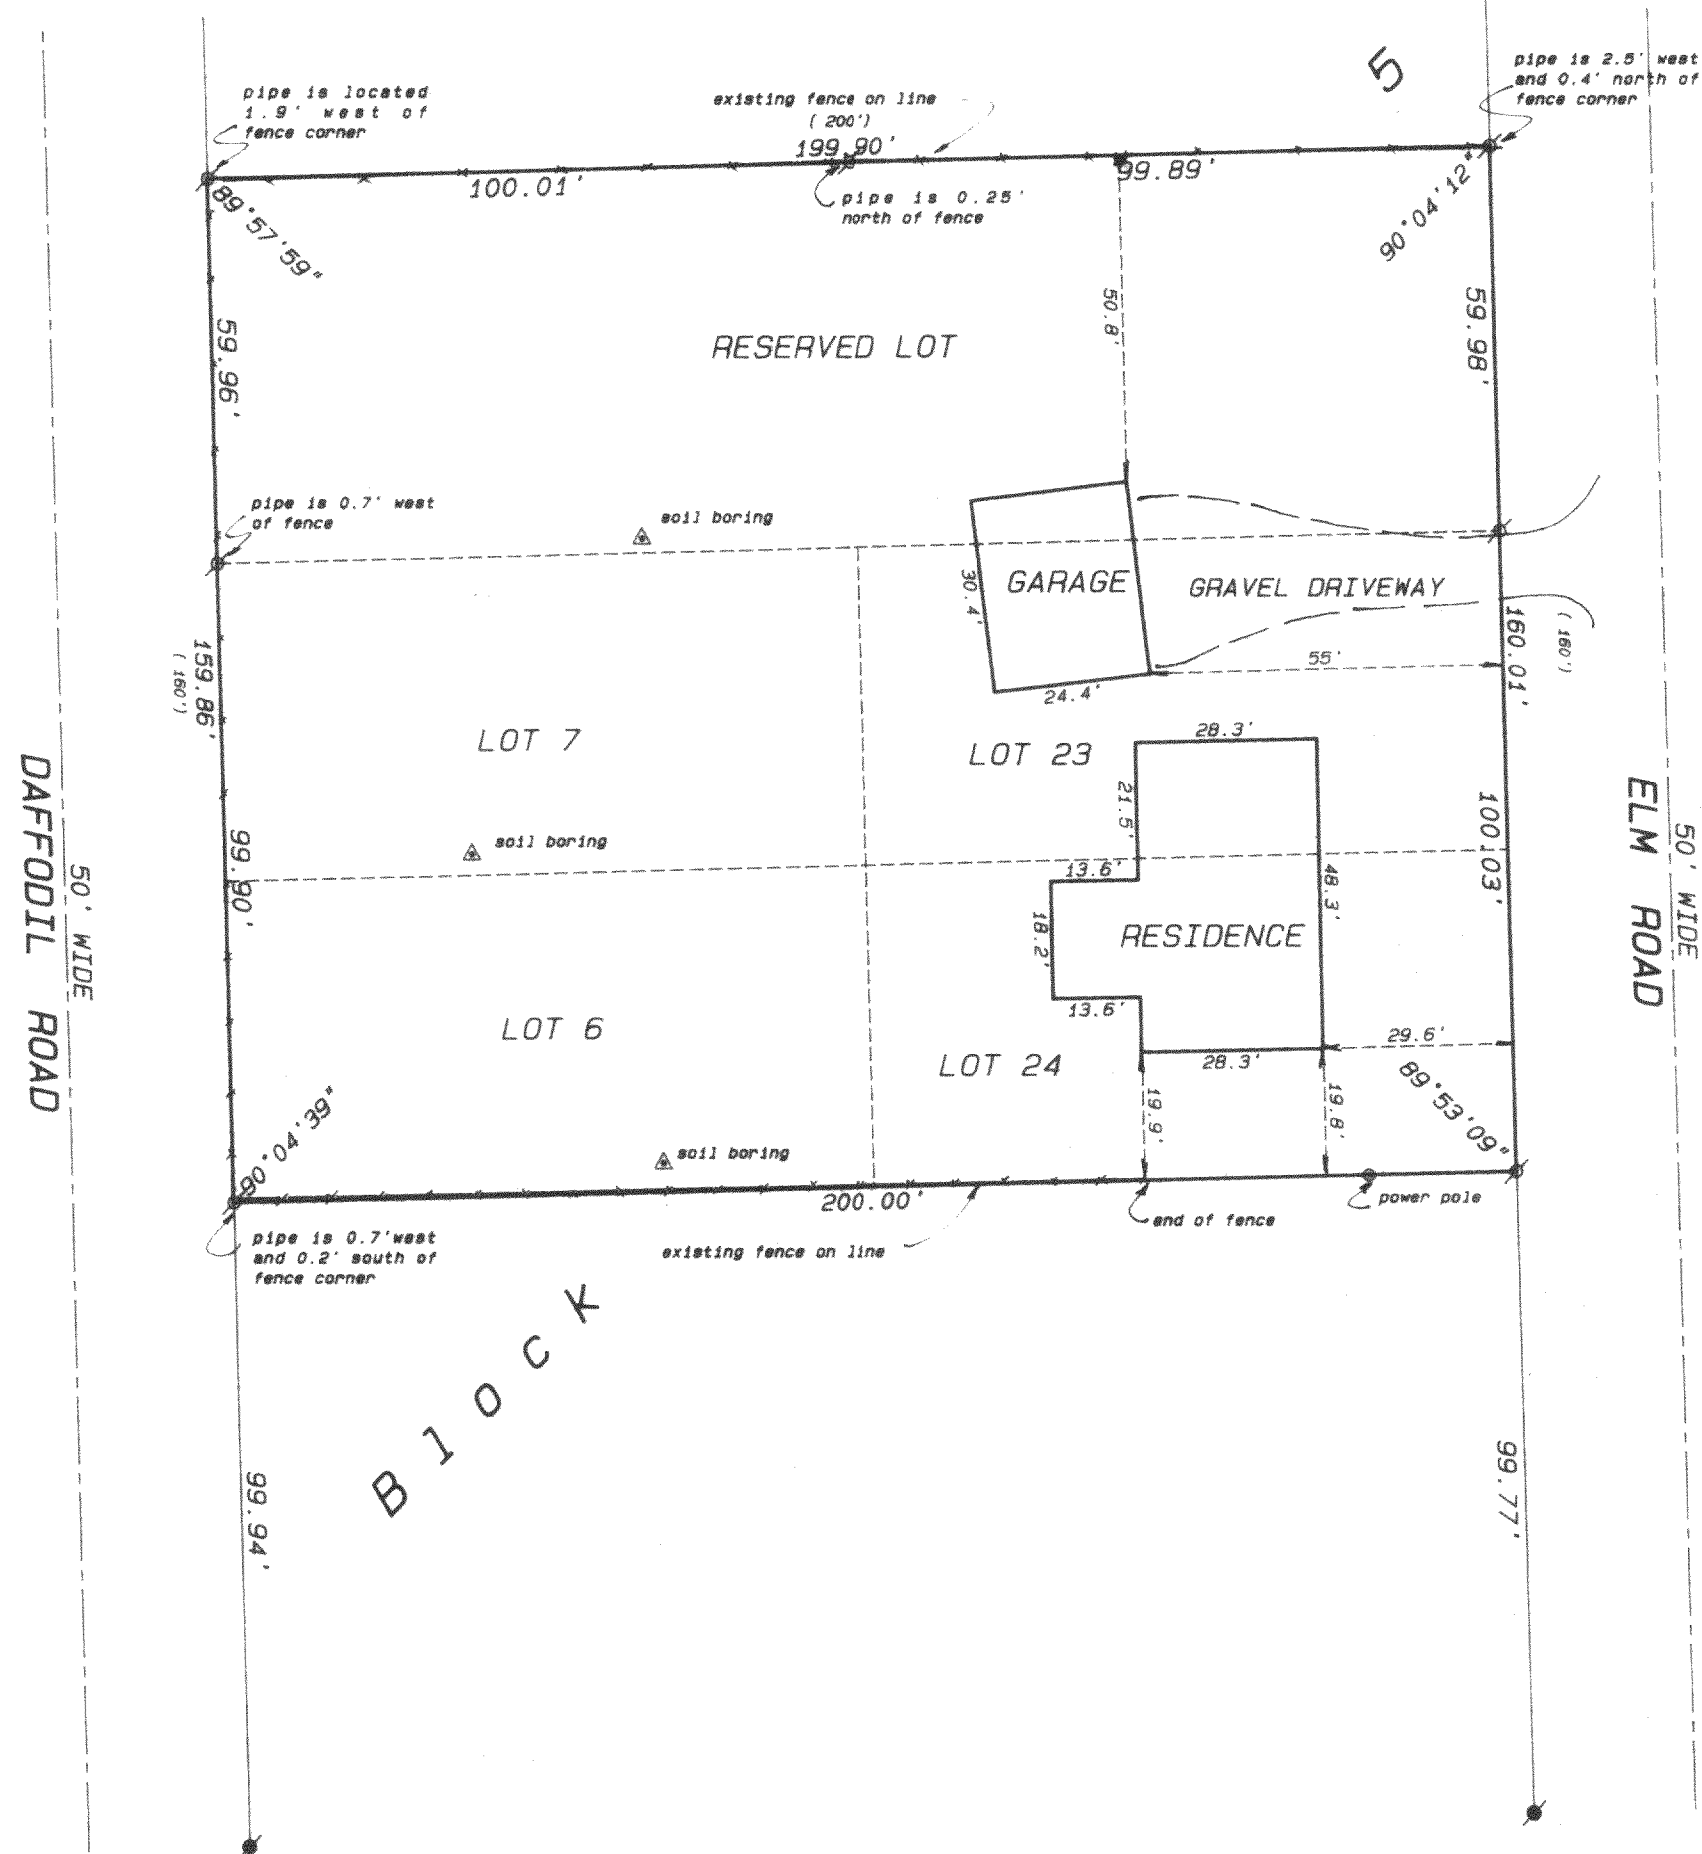 5
pipe is located
1.9' west of
fence corner
existing fence on line
( 200')
199.90'
pipe is 2.5' west
and 0.4' north of
fence corner
100.01'
99.89'
pipe is 0.25'
north of fence
89°57'59"
90°04'12"
59.96'
RESERVED LOT
50.8'
59.98'
pipe is 0.7' west
of fence
soil boring
30.4'
GARAGE
GRAVEL DRIVEWAY
24.4'
55'
159.86'
( 160')
160.01'
( 160')
LOT 7
LOT 23
28.3'
21.5'
soil boring
99.90'
100.03'
13.6'
18.2'
RESIDENCE
48.3'
13.6'
28.3'
29.6'
DAFFODIL ROAD
50' WIDE
ELM ROAD
50' WIDE
LOT 6
LOT 24
19.9'
19.8'
90°04'39"
89°53'09"
soil boring
200.00'
power pole
end of fence
existing fence on line
pipe is 0.7'west
and 0.2' south of
fence corner
Block
99.94'
99.77'